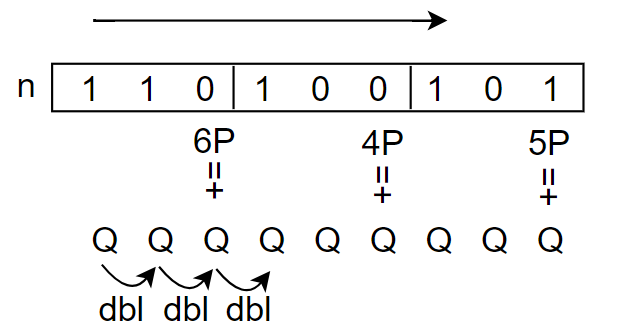 n 1 1 0 1 0 0 1 0 1
6P 4P 5P
+= += +=
Q Q Q Q Q Q Q Q Q
dbl dbl dbl